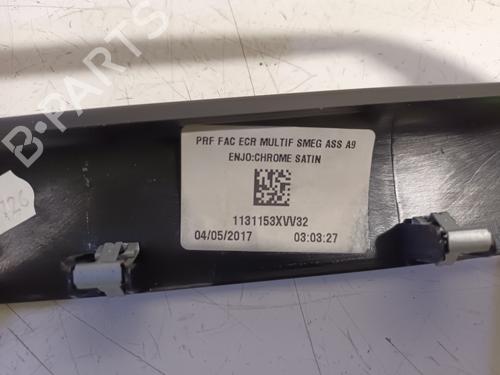 PRF FAC ECR MULTIF SMEG ASS A9
ENJO:CHROME SATIN
1131153XVV32
04/05/2017 03:03:27
B-PARTS